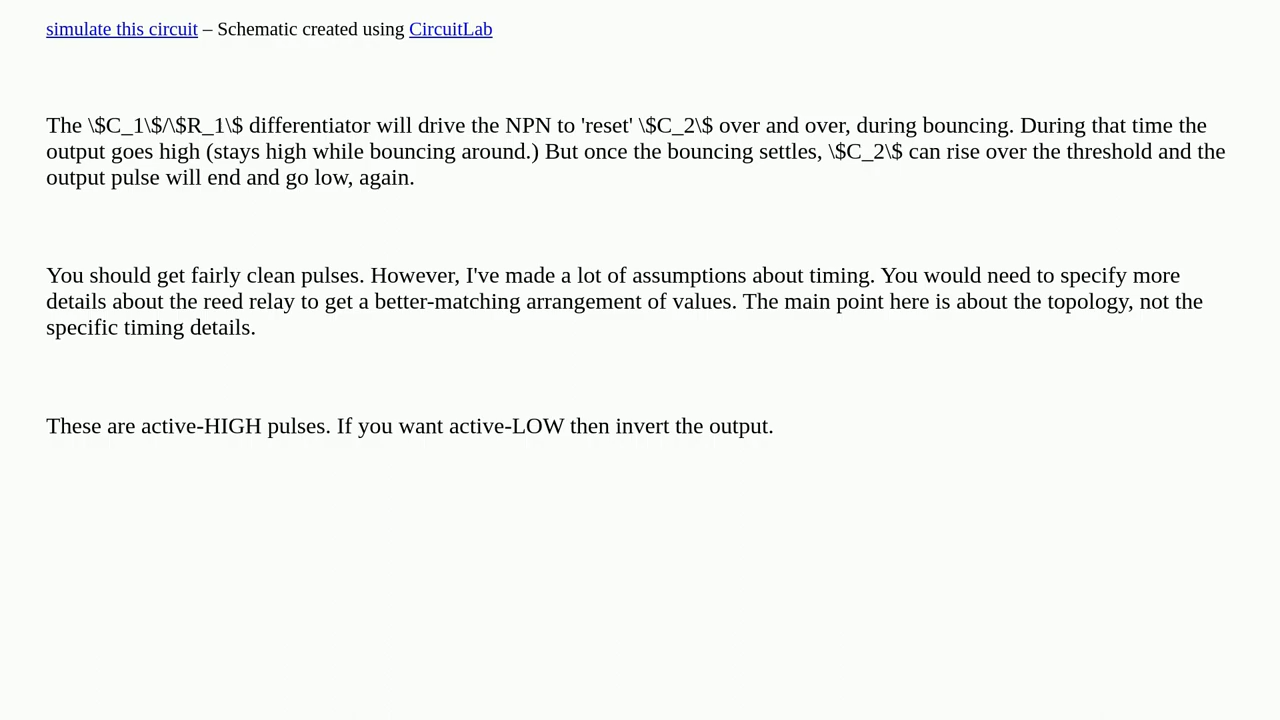 simulate this circuit – Schematic created using CircuitLab
The \$C_1\$/\$R_1\$ differentiator will drive the NPN to 'reset' \$C_2\$ over and over, during bouncing. During that time the
output goes high (stays high while bouncing around.) But once the bouncing settles, \$C_2\$ can rise over the threshold and the
output pulse will end and go low, again.
You should get fairly clean pulses. However, I've made a lot of assumptions about timing. You would need to specify more
details about the reed relay to get a better-matching arrangement of values. The main point here is about the topology, not the
specific timing details.
These are active-HIGH pulses. If you want active-LOW then invert the output.